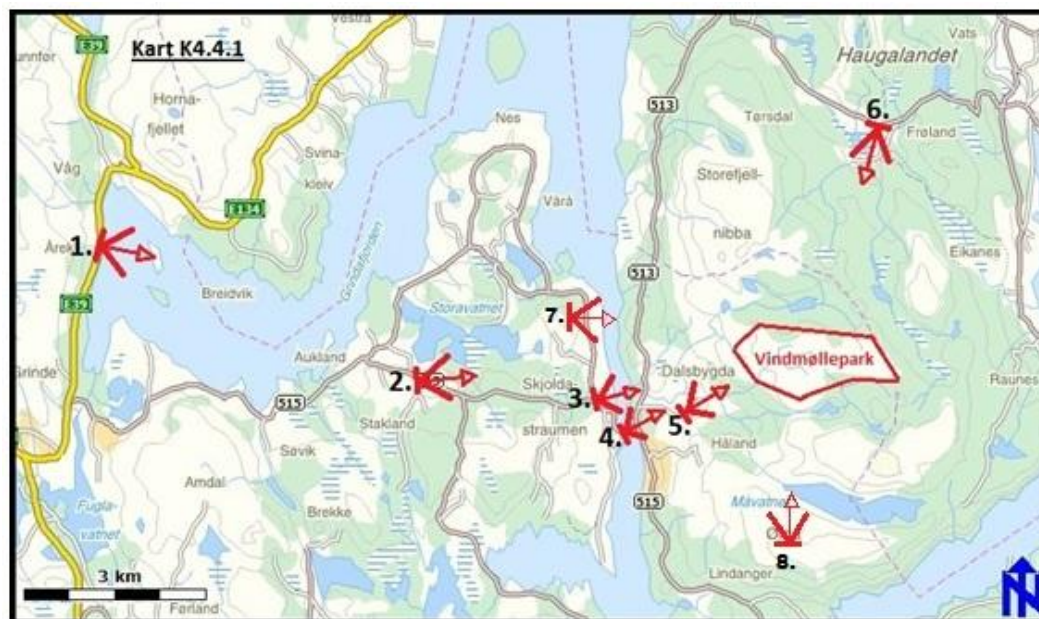 Kart K4.4.1
E39
Vestra
Vats
Haugalandet
Horna-
fjellet
Nes
513
Tørsdal
6.
Frøland
Våg
Svina-
kleiv
Storefjell-
nibba
E134
Vårå
1.
Årek
Grindefjorden
Eikanes
513
E39
Breidvik
Storavatnet
7.
Vindmøllepark
Grinde
Aukland
2.
Skjolda
straumen
3.
Dalsbygda
Raunes
515
Stakland
4.
5.
Håland
Søvik
Amdal
515
Måvatnet
Fugla-
vatnet
Brekke
3 km
Lindanger
8.
Førland
N